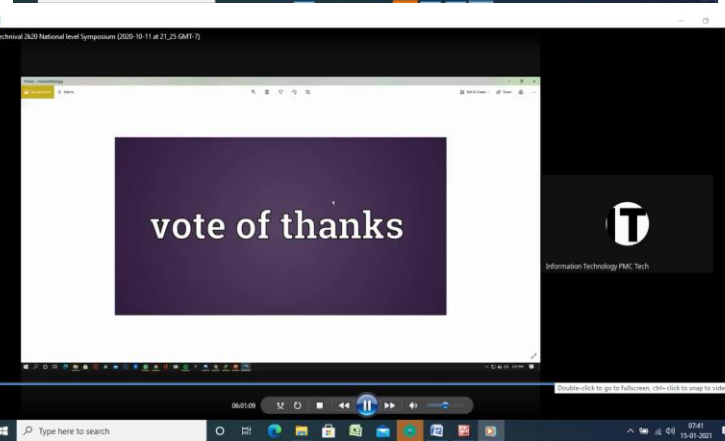 echnival 2k20 National level Symposium (2020-10-11 at 21_25 GMT-7)
vote of thanks
IT
Information Technology PMC Tech
Double-click to go to fullscreen, ctrl+click to snap to vide
06:01:09
Type here to search
07:41
15-01-2021